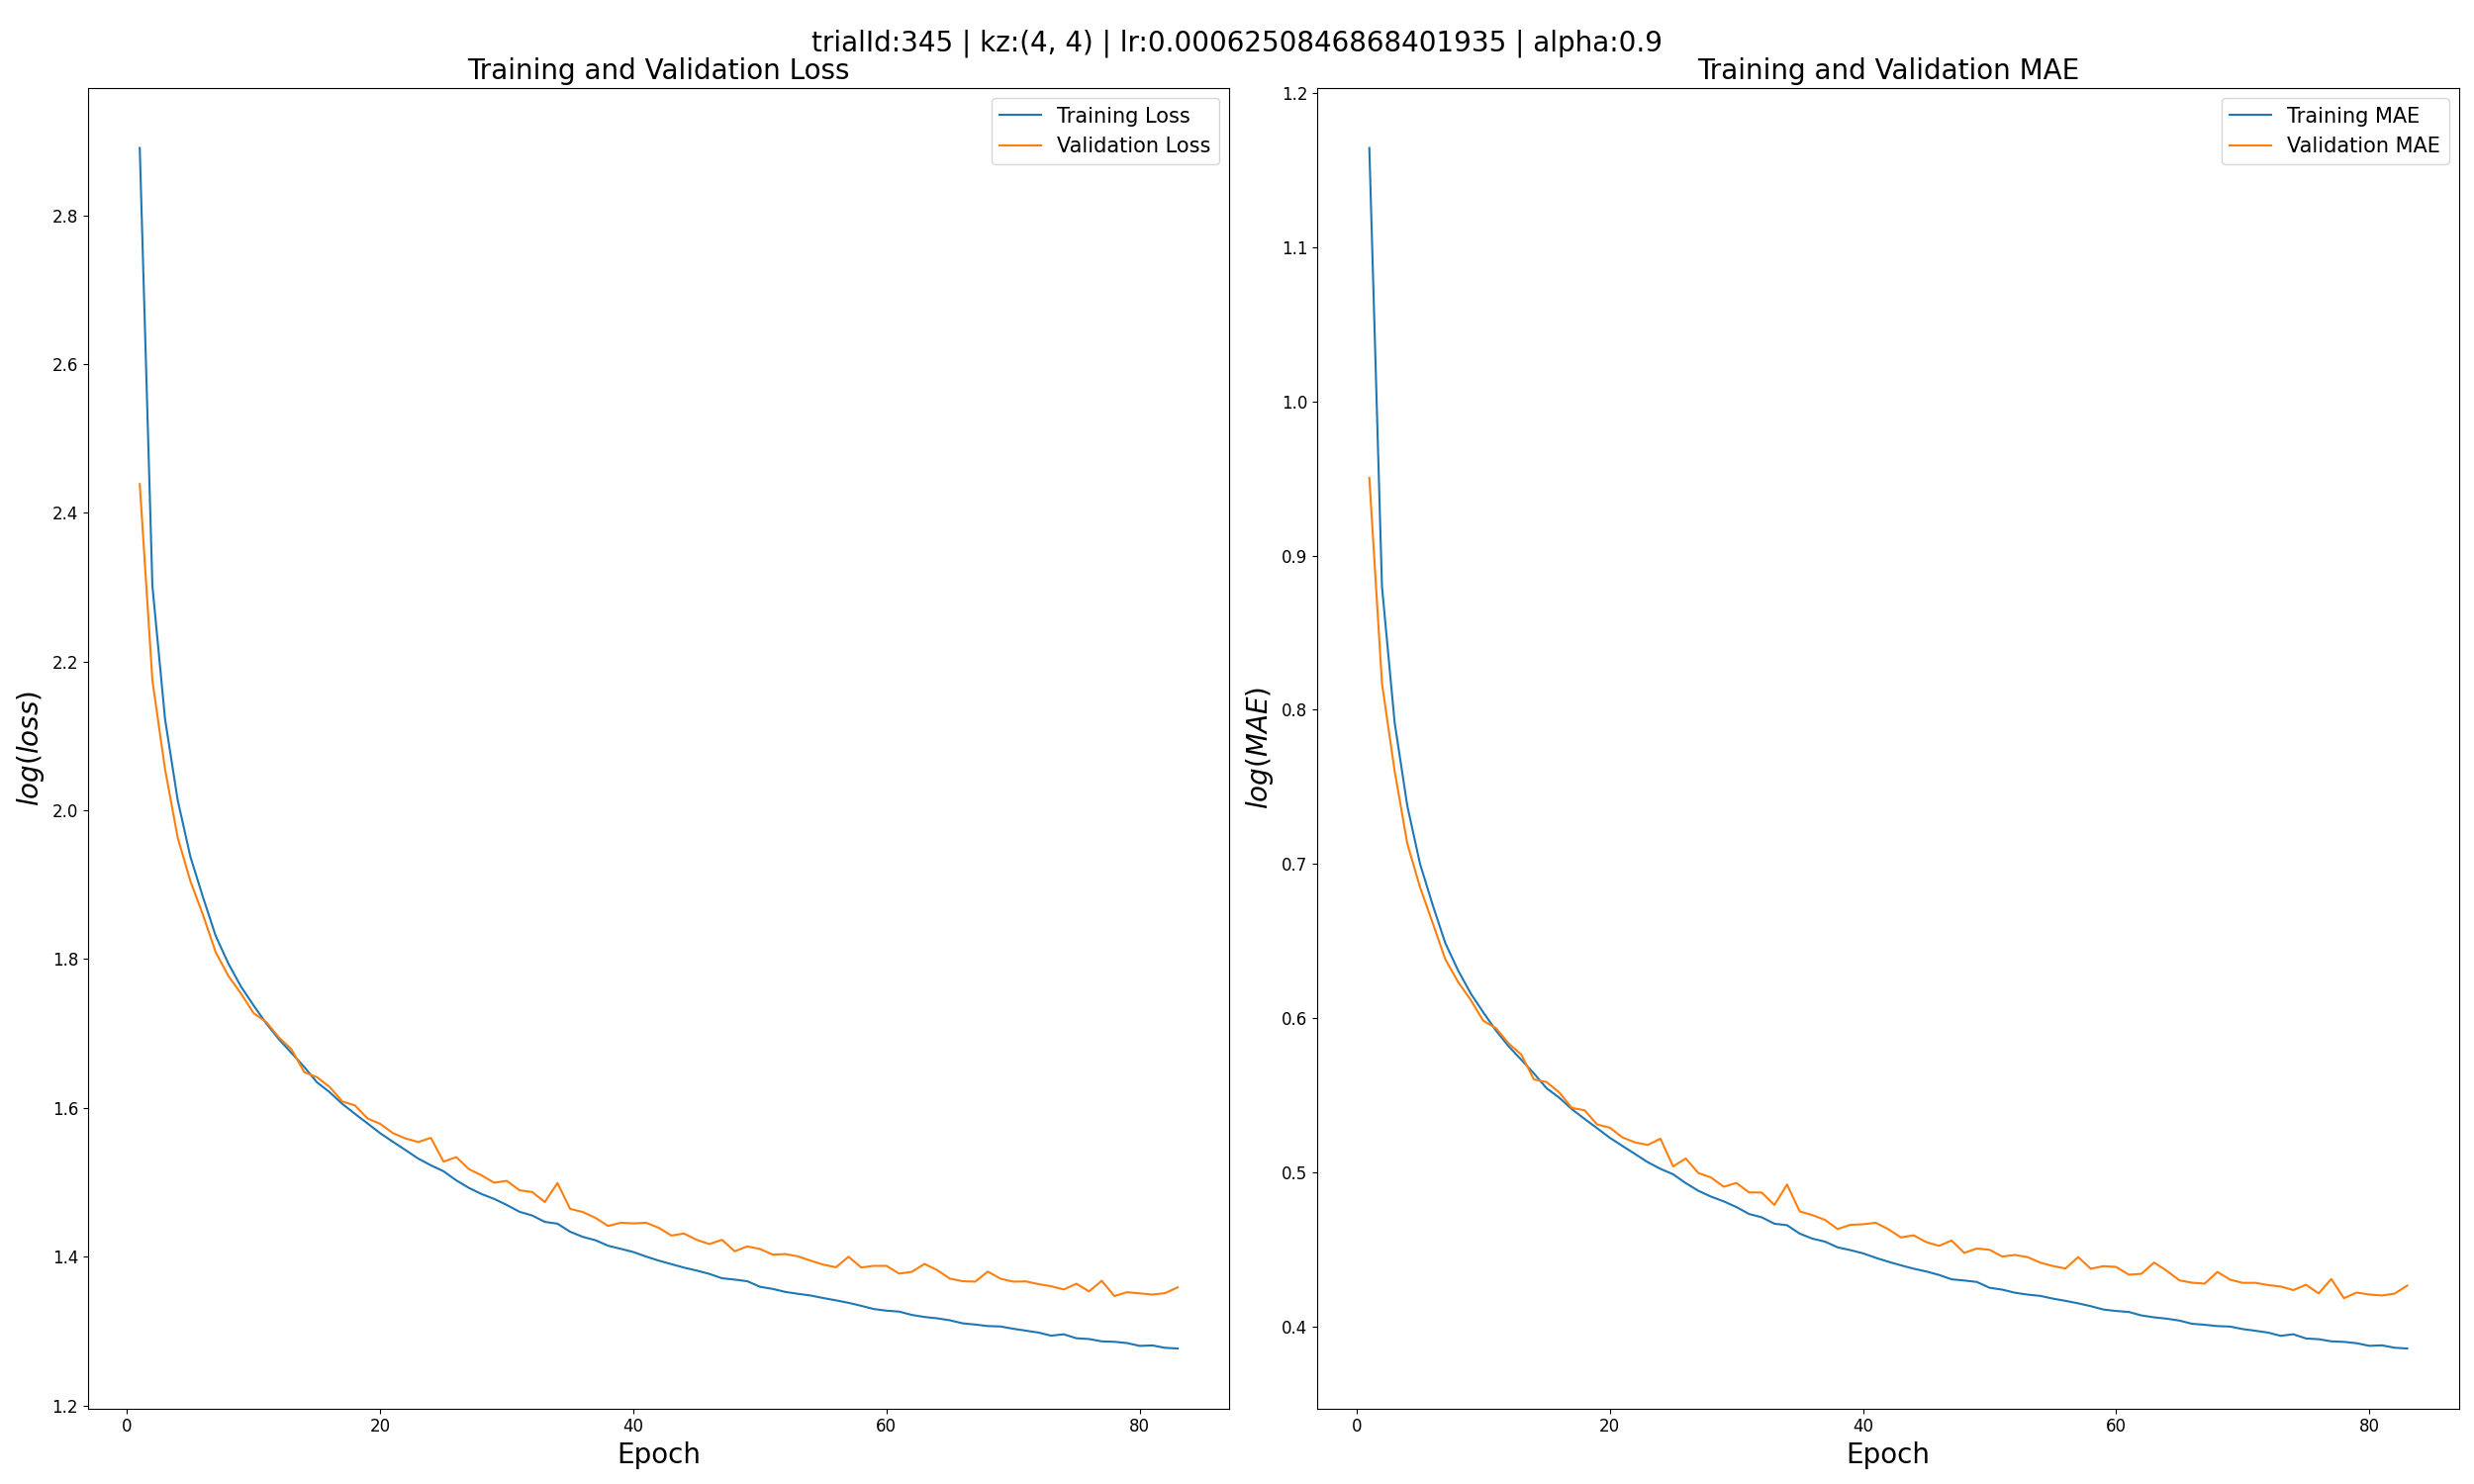 trialId:345 | kz:(4, 4) | lr:0.0006250846868401935 | alpha:0.9
Training and Validation Loss
Training Loss
Validation Loss
2.8
2.6
2.4
2.2
2.0
1.8
1.6
1.4
1.2
log(loss)
0 20 40 60 80
Epoch
Training and Validation MAE
Training MAE
Validation MAE
1.2
1.1
1.0
0.9
0.8
0.7
0.6
0.5
0.4
log(MAE)
0 20 40 60 80
Epoch